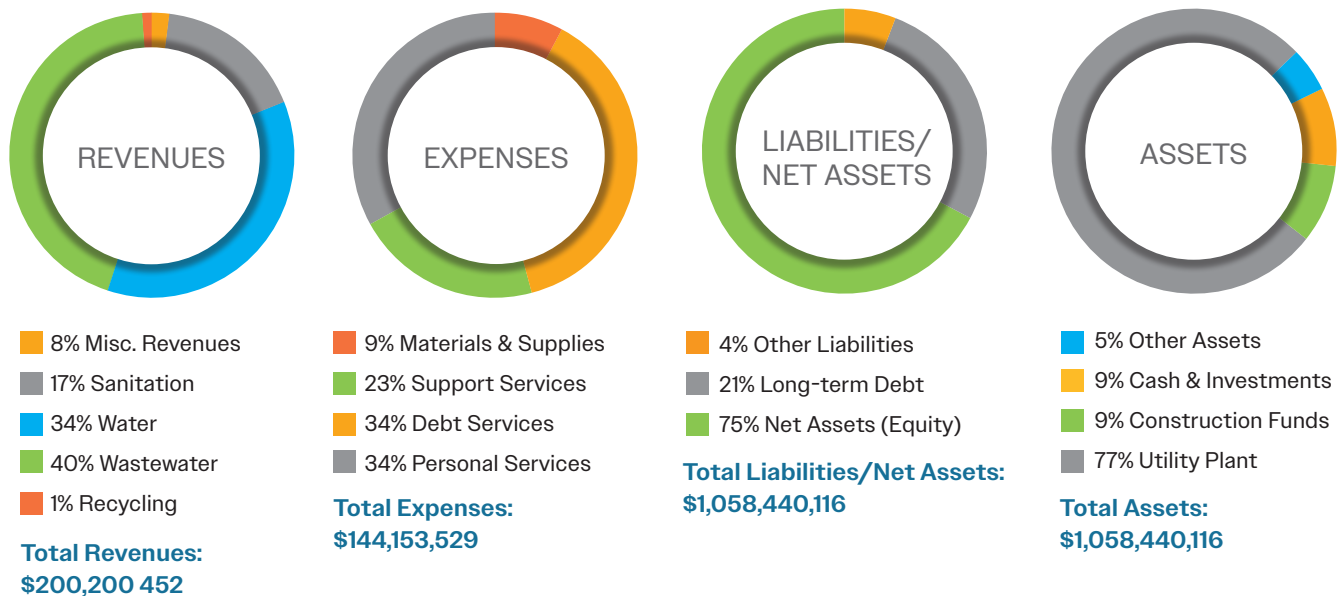 REVENUES
8% Misc. Revenues
17% Sanitation
34% Water
40% Wastewater
1% Recycling
Total Revenues:
$200,200 452
EXPENSES
9% Materials & Supplies
23% Support Services
34% Debt Services
34% Personal Services
Total Expenses:
$144,153,529
LIABILITIES/
NET ASSETS
4% Other Liabilities
21% Long-term Debt
75% Net Assets (Equity)
Total Liabilities/Net Assets:
$1,058,440,116
ASSETS
5% Other Assets
9% Cash & Investments
9% Construction Funds
77% Utility Plant
Total Assets:
$1,058,440,116